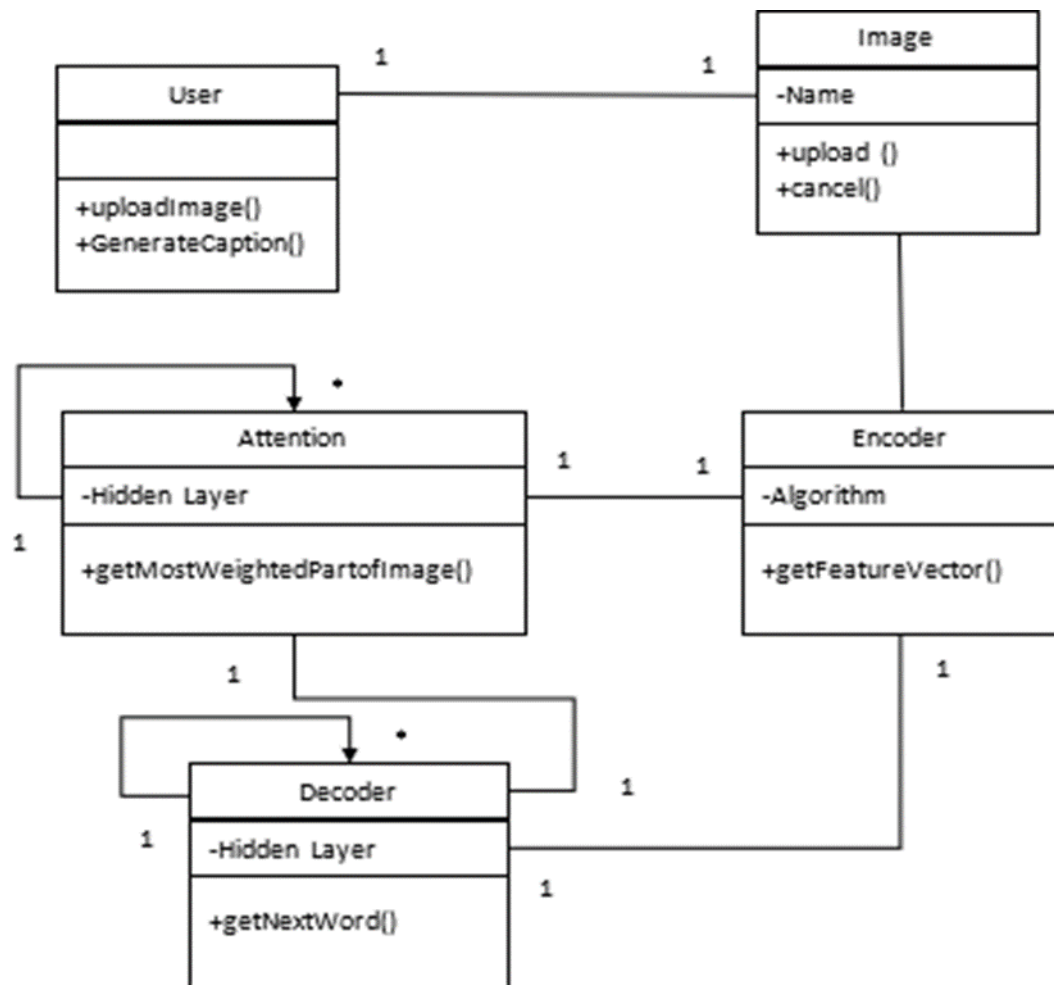 1
1
Image
User
-Name
+upload ()
+cancel()
+uploadImage()
+GenerateCaption()
*
Attention
Encoder
1
1
-Hidden Layer
-Algorithm
1
+getMostWeightedPartofImage()
+getFeatureVector()
1
1
*
Decoder
1
1
-Hidden Layer
1
+getNextWord()